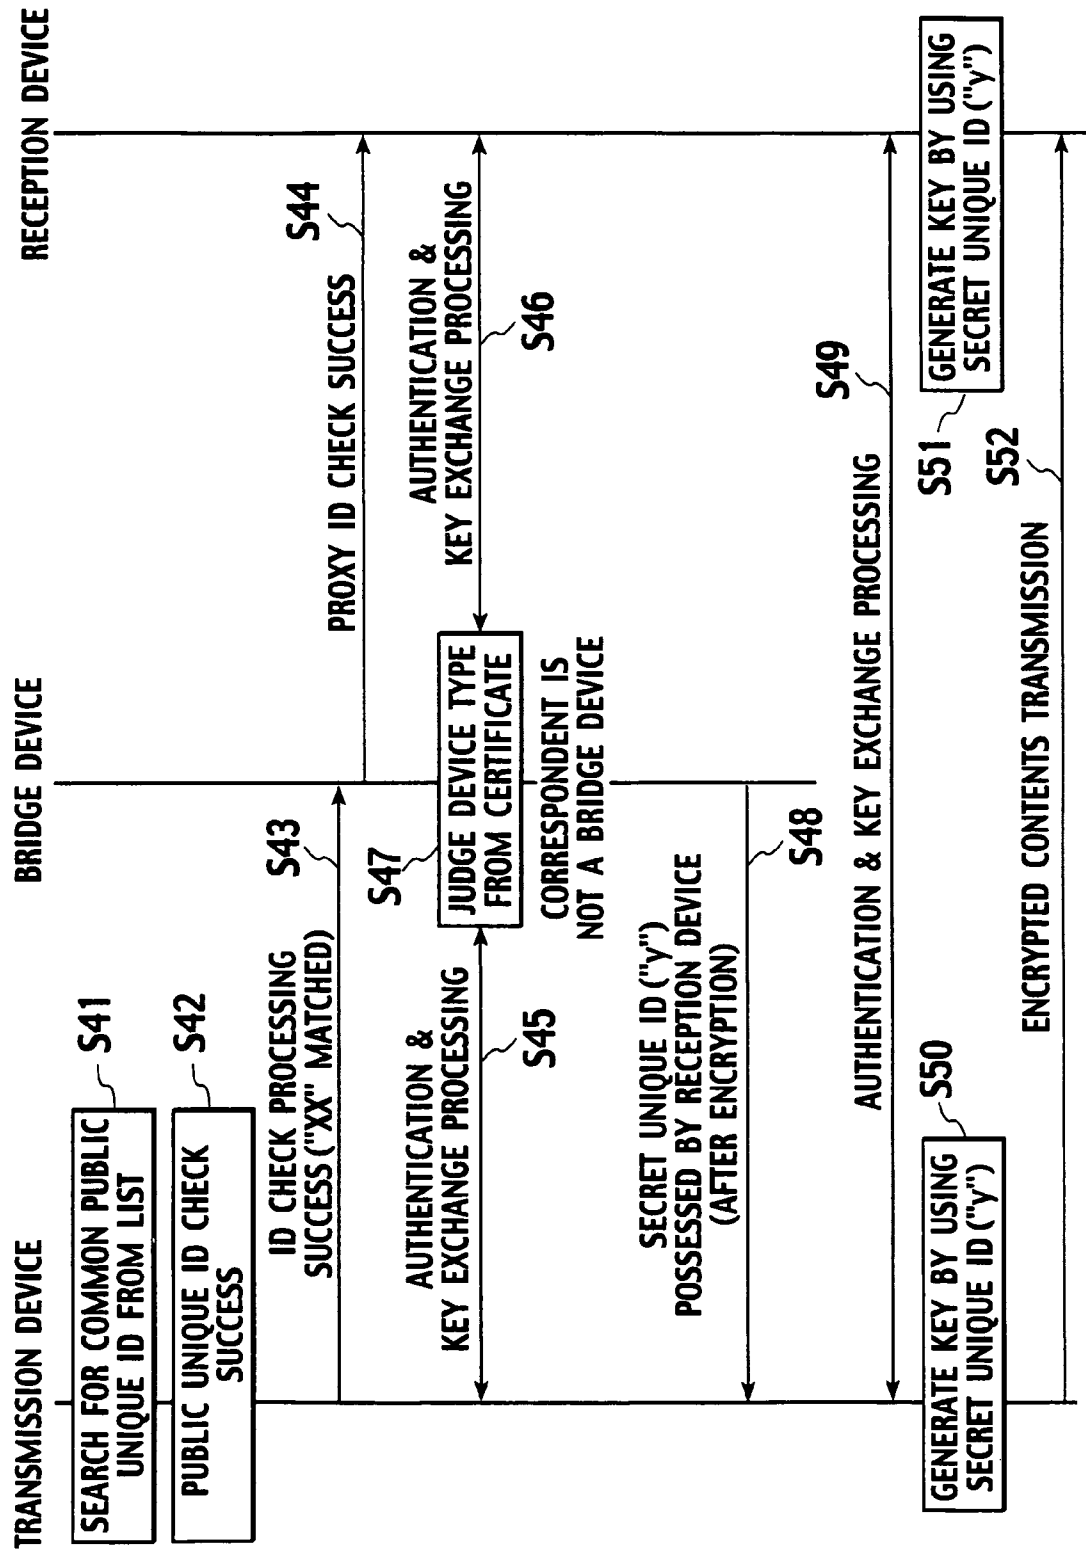 TRANSMISSION DEVICE
BRIDGE DEVICE
RECEPTION DEVICE
SEARCH FOR COMMON PUBLIC
UNIQUE ID FROM LIST
S41
PUBLIC UNIQUE ID CHECK
SUCCESS
S42
ID CHECK PROCESSING
SUCCESS ("XX" MATCHED)
S43
PROXY ID CHECK SUCCESS
S44
AUTHENTICATION &
KEY EXCHANGE PROCESSING
S45
AUTHENTICATION &
KEY EXCHANGE PROCESSING
S46
S47
JUDGE DEVICE TYPE
FROM CERTIFICATE
CORRESPONDENT IS
NOT A BRIDGE DEVICE
SECRET UNIQUE ID ("y")
POSSESSED BY RECEPTION DEVICE
(AFTER ENCRYPTION)
S48
AUTHENTICATION & KEY EXCHANGE PROCESSING
S49
GENERATE KEY BY USING
SECRET UNIQUE ID ("y")
S50
GENERATE KEY BY USING
SECRET UNIQUE ID ("y")
S51
ENCRYPTED CONTENTS TRANSMISSION
S52